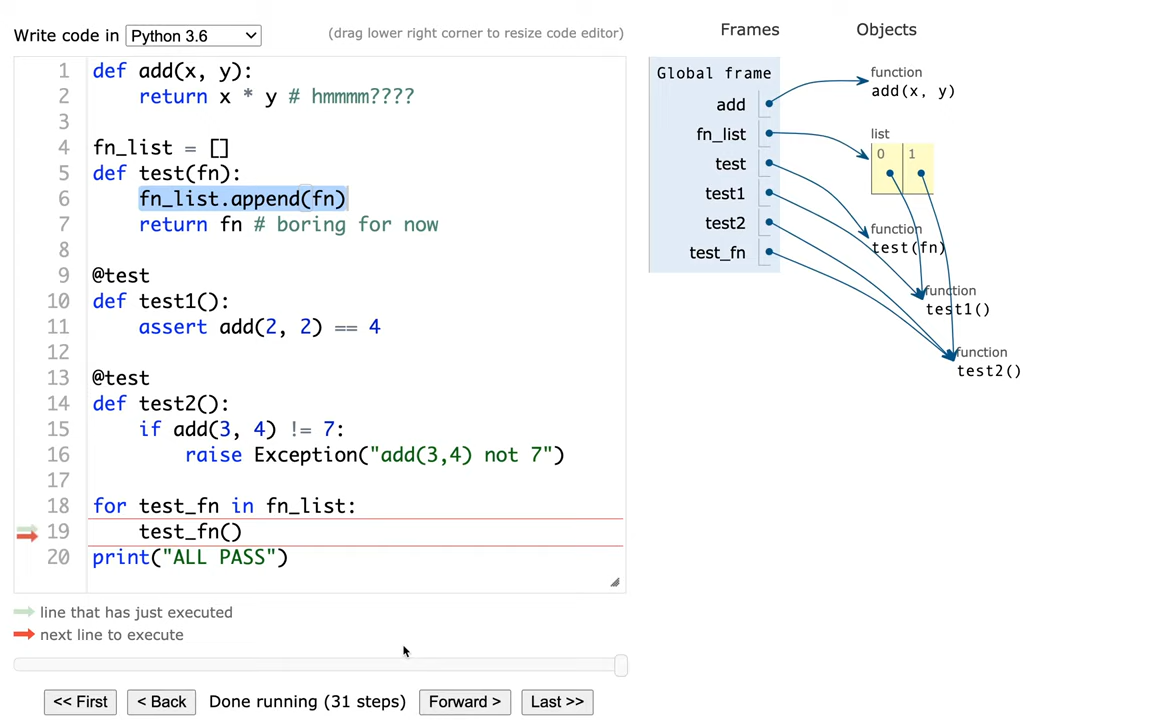 Write code in Python 3.6
(drag lower right corner to resize code editor)
1 def add(x, y):
2 return x * y # hmmmm????
3
4 fn_list = []
5 def test(fn):
6 fn_list.append(fn)
7 return fn # boring for now
8
9 @test
10 def test1():
11 assert add(2, 2) == 4
12
13 @test
14 def test2():
15 if add(3, 4) != 7:
16 raise Exception("add(3,4) not 7")
17
18 for test_fn in fn_list:
19 test_fn()
20 print("ALL PASS")
line that has just executed
next line to execute
<< First
< Back
Done running (31 steps)
Forward >
Last >>
Frames
Objects
Global frame
add
fn_list
test
test1
test2
test_fn
function
add(x, y)
list
0 1
function
test(fn)
function
test1()
function
test2()